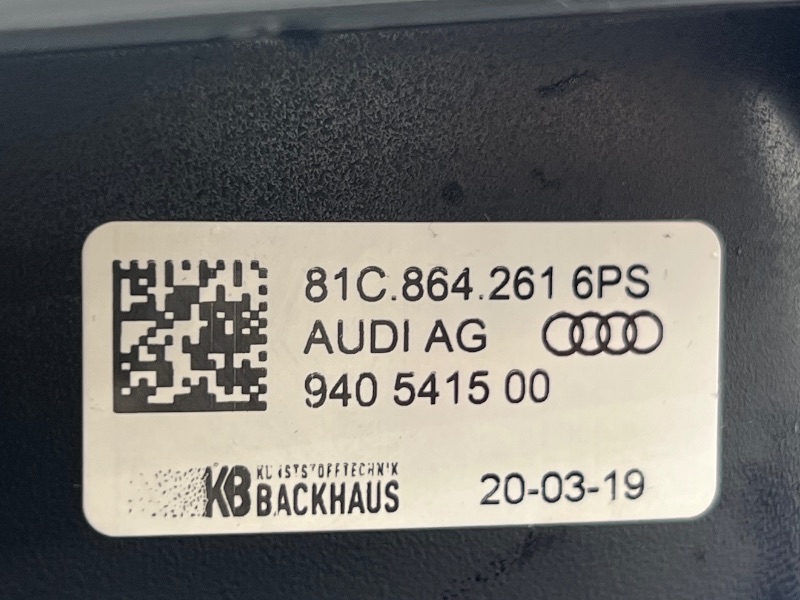 81C.864.261 6PS
AUDI AG
940 5415 00
KB KUNSTSTOFFTECHNIK
BACKHAUS
20-03-19